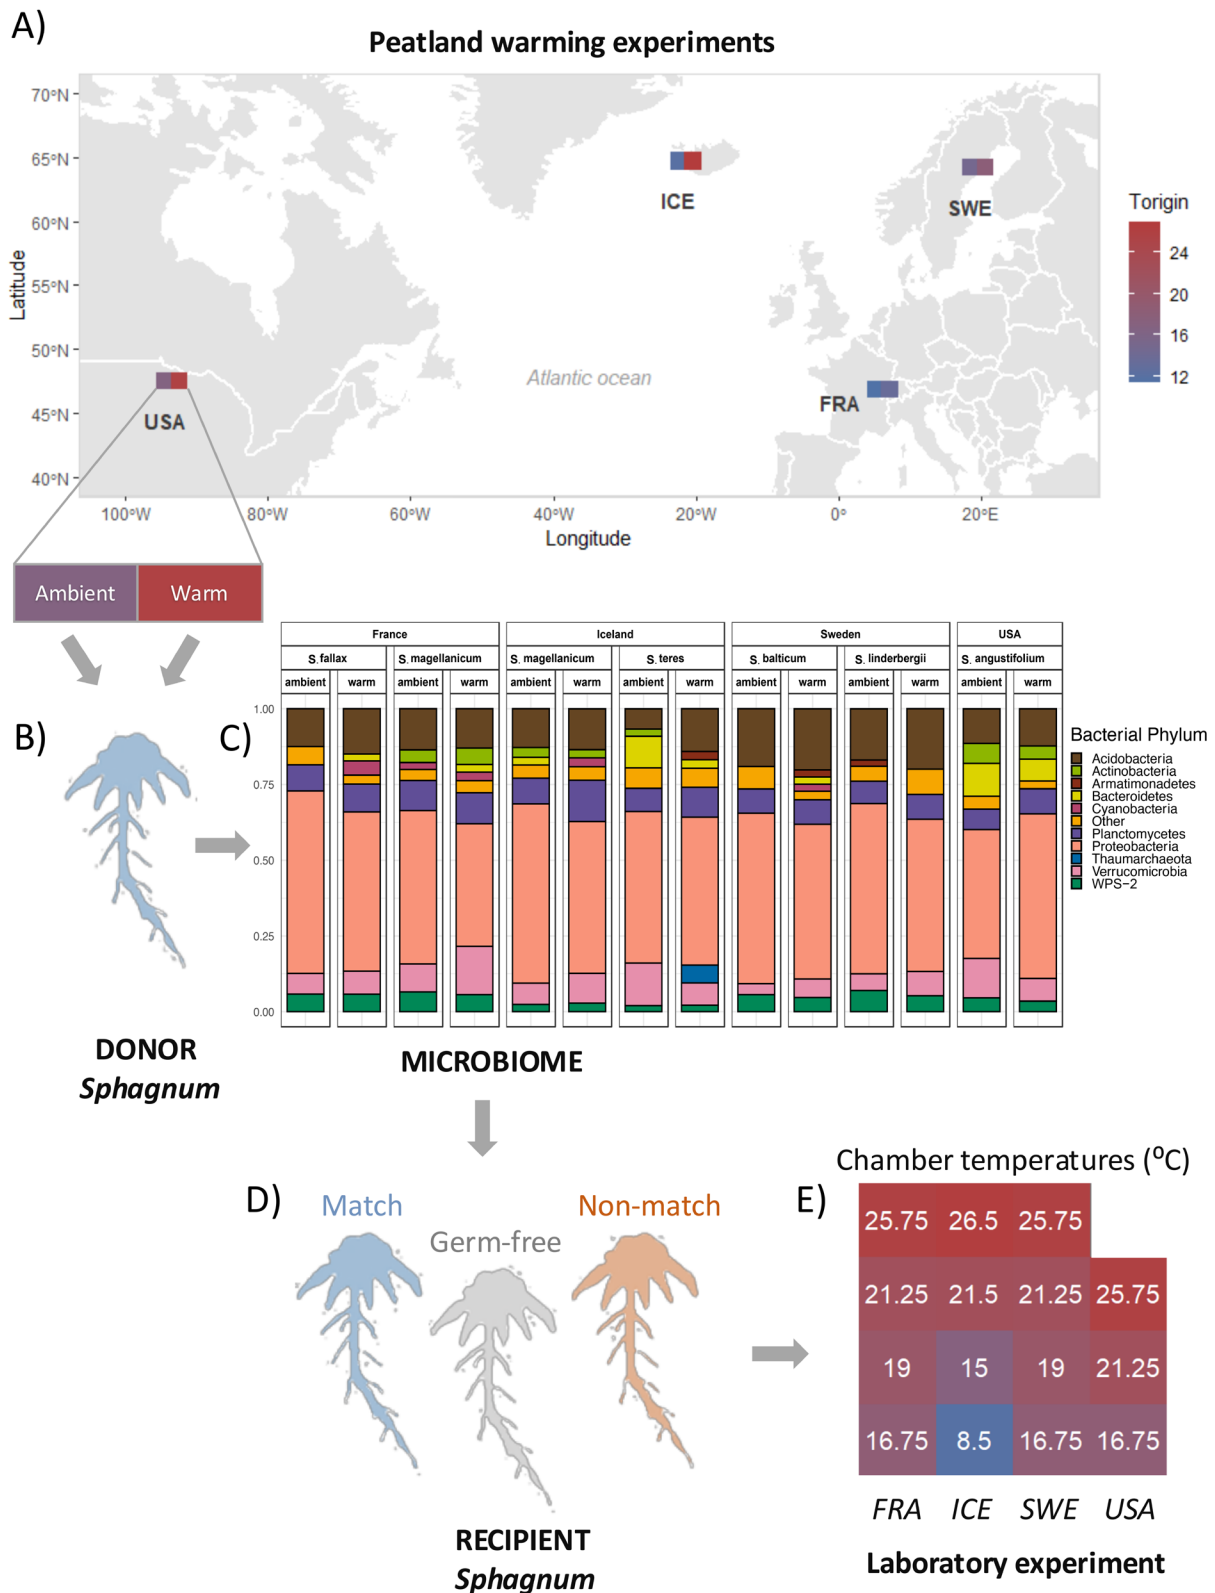 A)
Peatland warming experiments
70°N
65°N
60°N
55°N
50°N
45°N
40°N
Latitude
ICE
SWE
USA
FRA
Atlantic ocean
100°W 80°W 60°W 40°W 20°W 0° 20°E
Longitude
Torigin
24
20
16
12
Ambient Warm
B)
DONOR
Sphagnum
C)
France Iceland Sweden USA
S. fallax S. magellanicum S. magellanicum S. teres S. balticum S. linderbergii S. angustifolium
ambient warm ambient warm ambient warm ambient warm ambient warm ambient warm ambient warm
1.00
0.75
0.50
0.25
0.00
Bacterial Phylum
Acidobacteria
Actinobacteria
Armatimonadetes
Bacteroidetes
Cyanobacteria
Other
Planctomycetes
Proteobacteria
Thaumarchaeota
Verrucomicrobia
WPS−2
MICROBIOME
D)
Match
Germ-free
Non-match
RECIPIENT
Sphagnum
E)
Chamber temperatures (⁰C)
25.75 26.5 25.75
21.25 21.5 21.25 25.75
19 15 19 21.25
16.75 8.5 16.75 16.75
FRA ICE SWE USA
Laboratory experiment